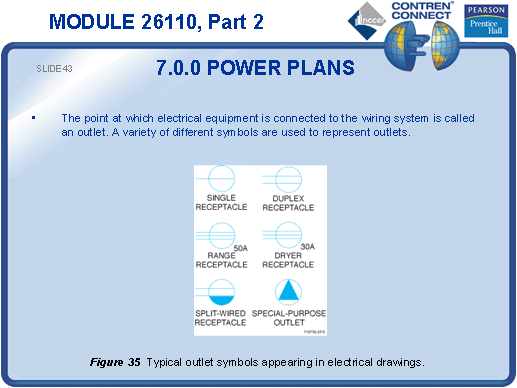 MODULE 26110, Part 2
nccer
CONTREN®
CONNECT
PEARSON
Prentice
Hall
SLIDE 43
7.0.0 POWER PLANS
• The point at which electrical equipment is connected to the wiring system is called
an outlet. A variety of different symbols are used to represent outlets.
SINGLE
RECEPTACLE
DUPLEX
RECEPTACLE
50A
RANGE
RECEPTACLE
30A
DRYER
RECEPTACLE
SPLIT-WIRED
RECEPTACLE
SPECIAL-PURPOSE
OUTLET
Figure 35 Typical outlet symbols appearing in electrical drawings.